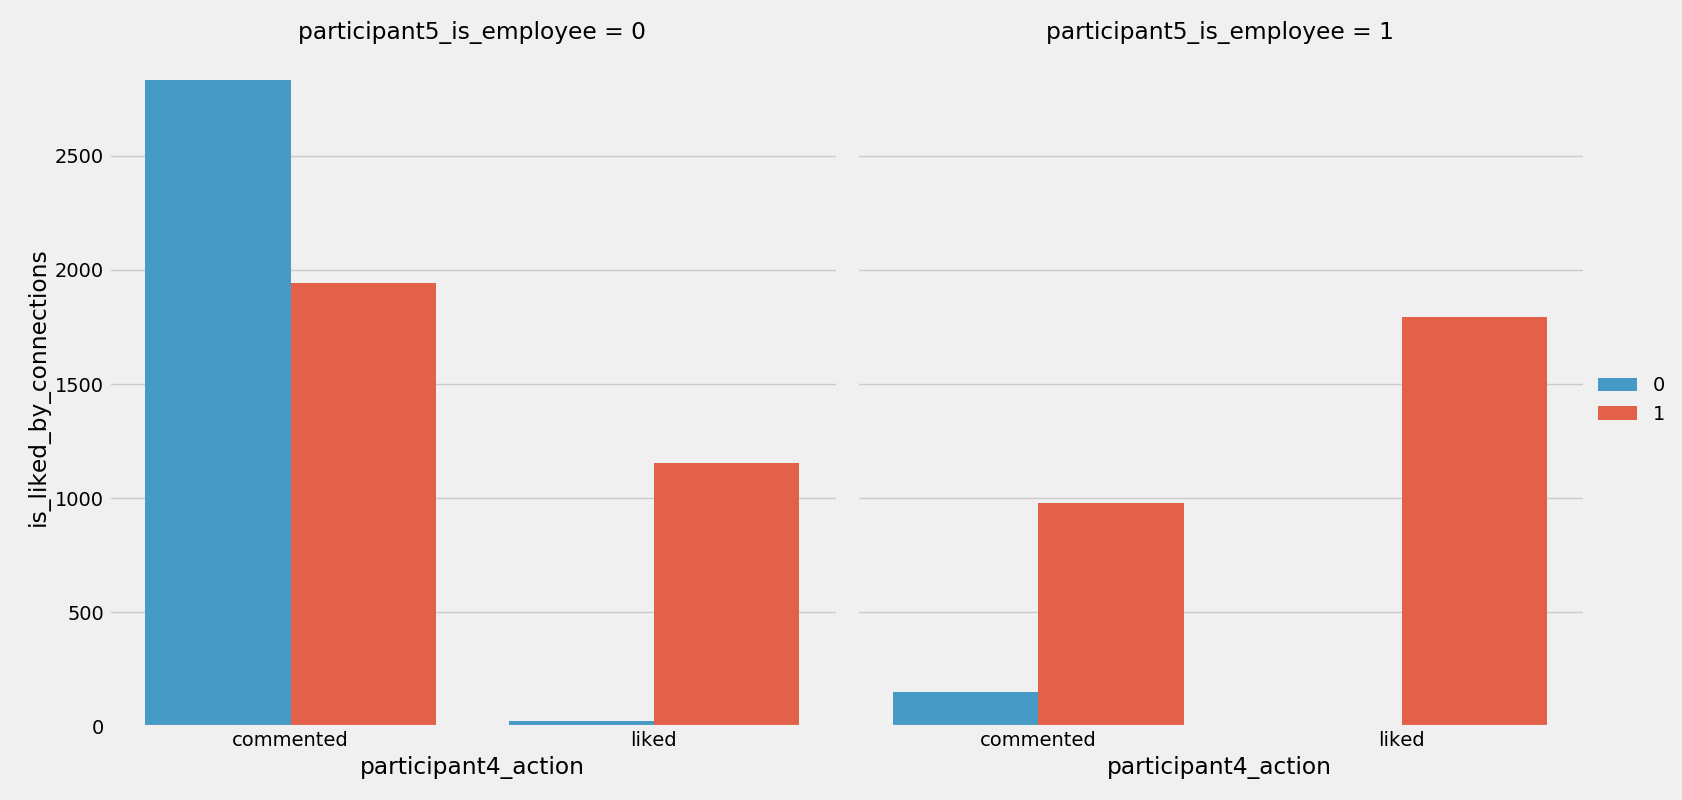 participant5_is_employee = 0
participant5_is_employee = 1
is_liked_by_connections
2500
2000
1500
1000
500
0
commented
liked
commented
liked
participant4_action
participant4_action
0
1